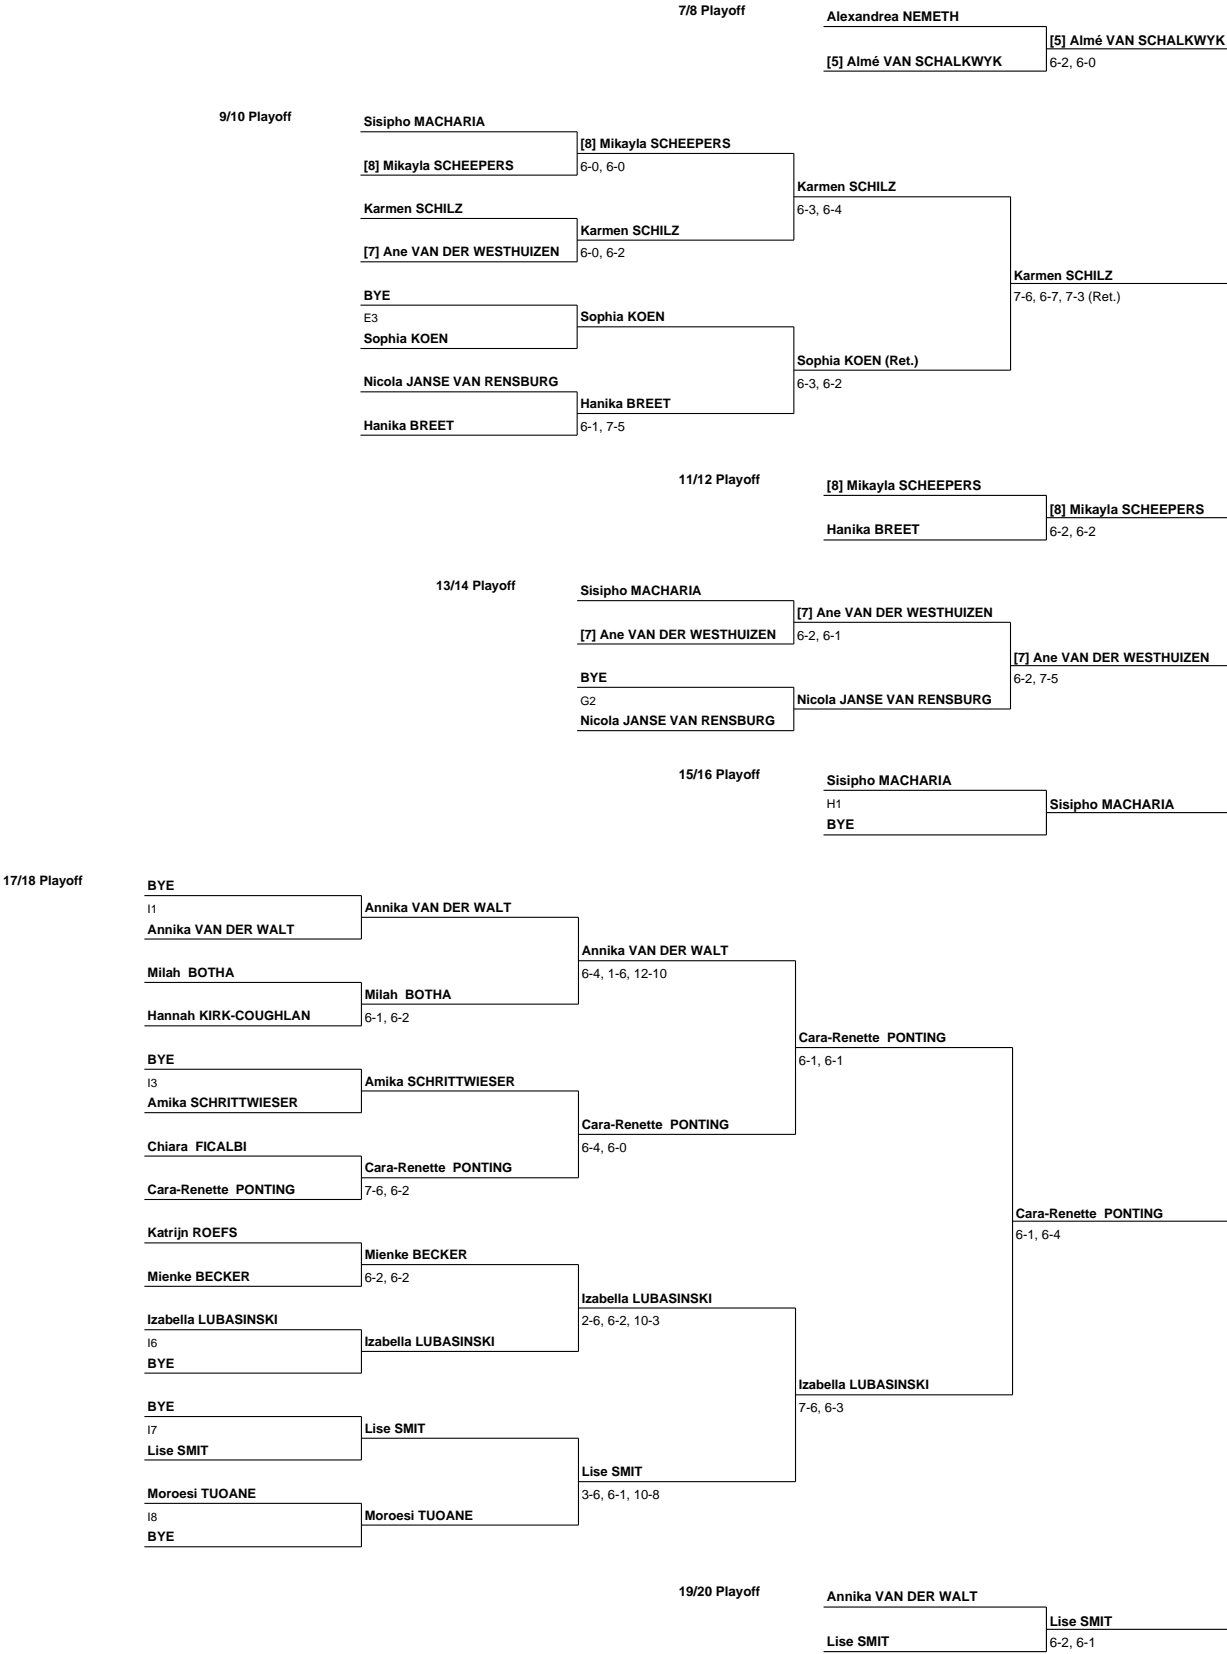 7/8 Playoff
Alexandrea NEMETH
[5] Almé VAN SCHALKWYK
[5] Almé VAN SCHALKWYK
6-2, 6-0
9/10 Playoff
Sisipho MACHARIA
[8] Mikayla SCHEEPERS
[8] Mikayla SCHEEPERS
6-0, 6-0
Karmen SCHILZ
6-3, 6-4
Karmen SCHILZ
Karmen SCHILZ
[7] Ane VAN DER WESTHUIZEN
6-0, 6-2
Karmen SCHILZ
7-6, 6-7, 7-3 (Ret.)
BYE
E3
Sophia KOEN
Sophia KOEN
Sophia KOEN (Ret.)
6-3, 6-2
Nicola JANSE VAN RENSBURG
Hanika BREET
Hanika BREET
6-1, 7-5
11/12 Playoff
[8] Mikayla SCHEEPERS
[8] Mikayla SCHEEPERS
Hanika BREET
6-2, 6-2
13/14 Playoff
Sisipho MACHARIA
[7] Ane VAN DER WESTHUIZEN
[7] Ane VAN DER WESTHUIZEN
6-2, 6-1
[7] Ane VAN DER WESTHUIZEN
6-2, 7-5
BYE
G2
Nicola JANSE VAN RENSBURG
Nicola JANSE VAN RENSBURG
15/16 Playoff
Sisipho MACHARIA
H1
Sisipho MACHARIA
BYE
17/18 Playoff
BYE
I1
Annika VAN DER WALT
Annika VAN DER WALT
Annika VAN DER WALT
6-4, 1-6, 12-10
Milah BOTHA
Milah BOTHA
Hannah KIRK-COUGHLAN
6-1, 6-2
Cara-Renette PONTING
6-1, 6-1
BYE
I3
Amika SCHRITTWIESER
Amika SCHRITTWIESER
Cara-Renette PONTING
6-4, 6-0
Chiara FICALBI
Cara-Renette PONTING
Cara-Renette PONTING
7-6, 6-2
Cara-Renette PONTING
6-1, 6-4
Katrijn ROEFS
Mienke BECKER
Mienke BECKER
6-2, 6-2
Izabella LUBASINSKI
2-6, 6-2, 10-3
Izabella LUBASINSKI
I6
Izabella LUBASINSKI
BYE
Izabella LUBASINSKI
7-6, 6-3
BYE
I7
Lise SMIT
Lise SMIT
Lise SMIT
3-6, 6-1, 10-8
Moroesi TUOANE
I8
Moroesi TUOANE
BYE
19/20 Playoff
Annika VAN DER WALT
Lise SMIT
Lise SMIT
6-2, 6-1